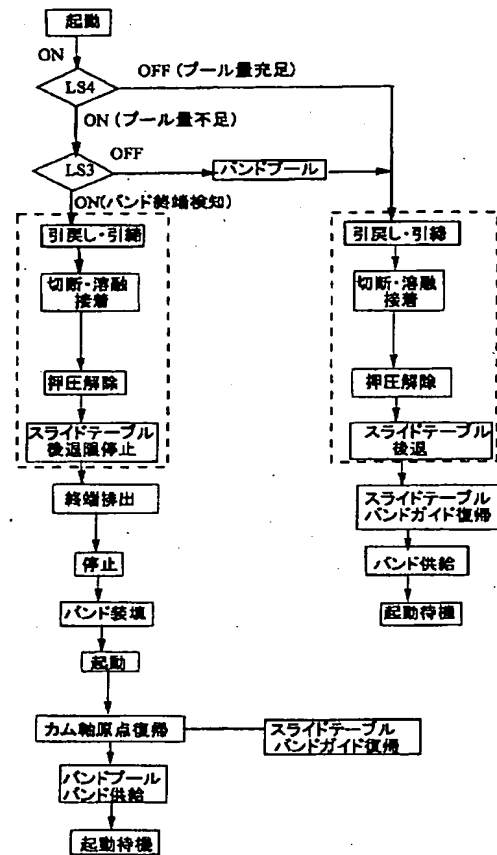 起動
ON
LS4
OFF (プール量充足)
ON (プール量不足)
LS3
OFF
バンドプール
ON(バンド終端検知)
引戻し・引締
切断・溶融
接着
押圧解除
スライドテーブル
後退限停止
終端排出
停止
バンド装填
起動
カム軸原点復帰
スライドテーブル
バンドガイド復帰
バンドプール
バンド供給
起動待機
引戻し・引締
切断・溶融
接着
押圧解除
スライドテーブル
後退
スライドテーブル
バンドガイド復帰
バンド供給
起動待機